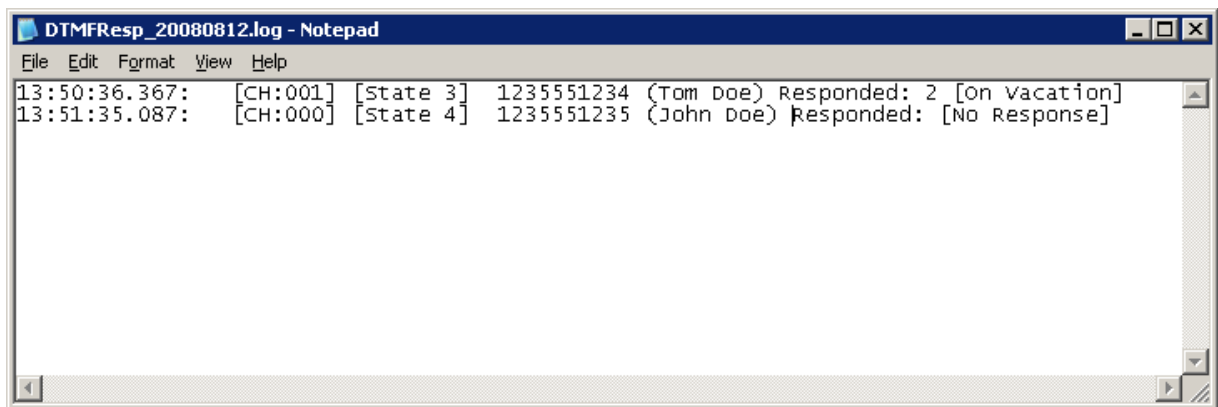 DTMFResp_20080812.log - Notepad
File Edit Format View Help
13:50:36.367: [CH:001] [State 3] 1235551234 (Tom Doe) Responded: 2 [On Vacation]
13:51:35.087: [CH:000] [State 4] 1235551235 (John Doe) Responded: [No Response]